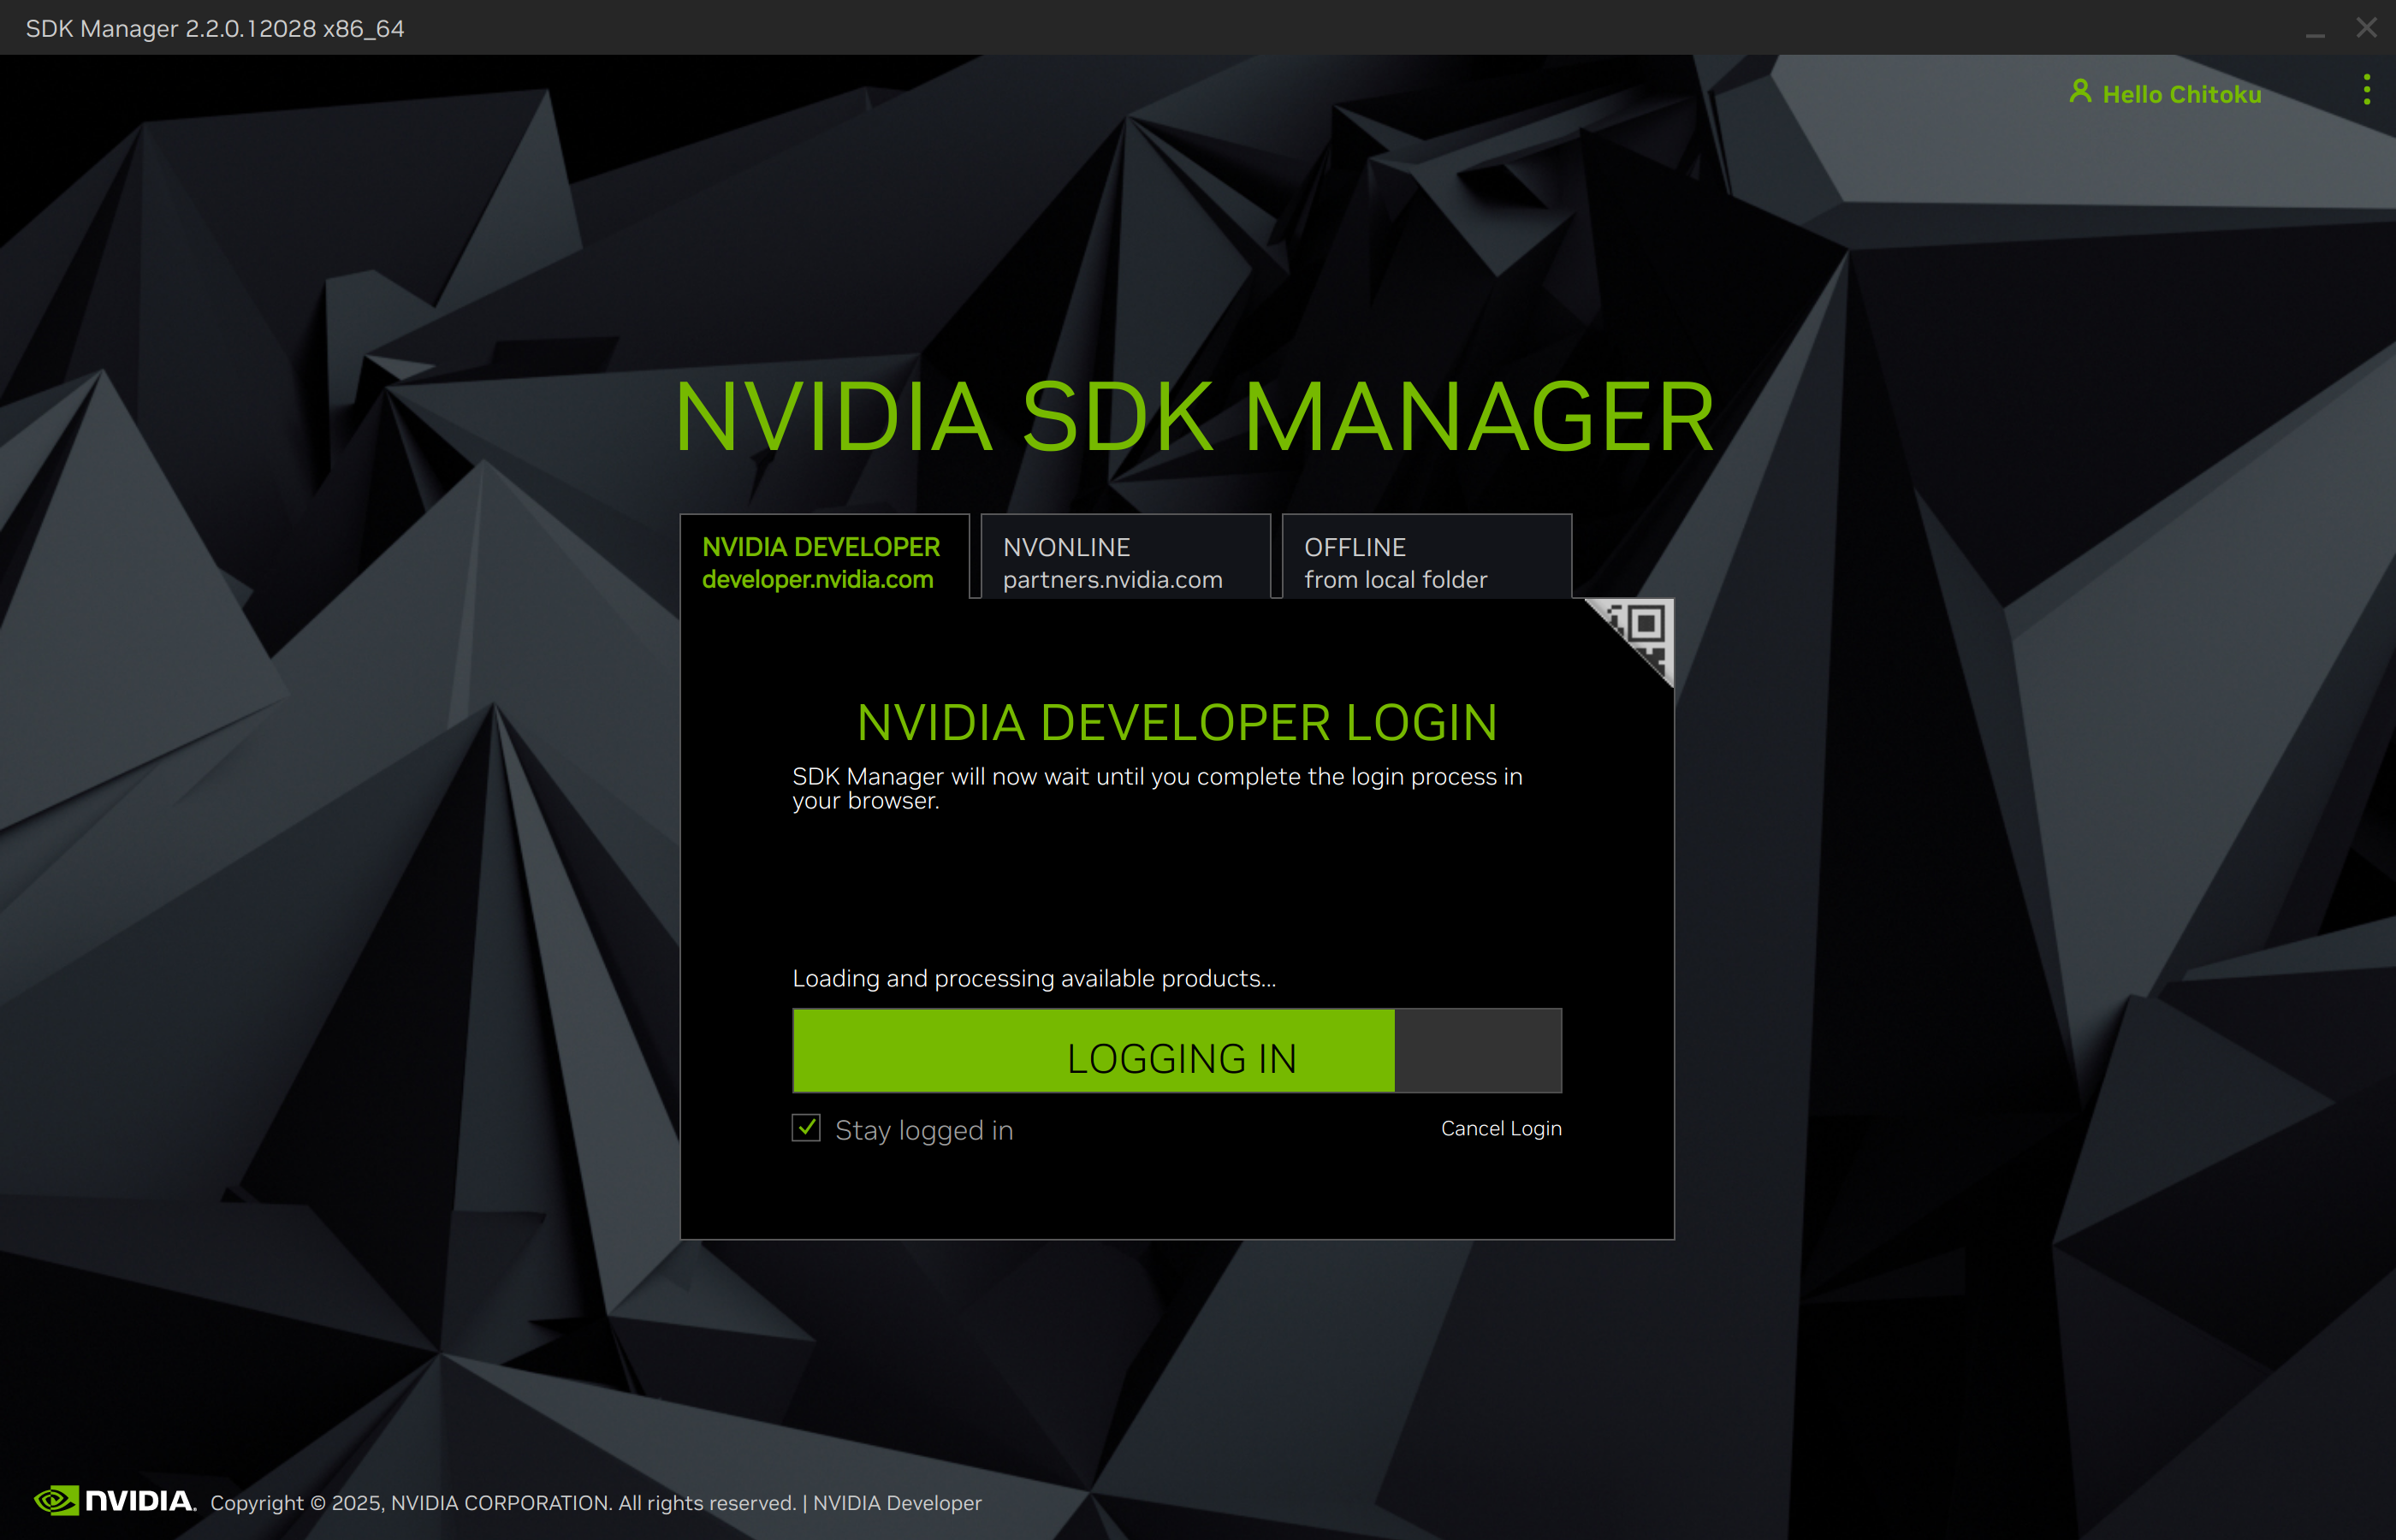 SDK Manager 2.2.0.12028 x86_64
Hello Chitoku
NVIDIA SDK MANAGER
NVIDIA DEVELOPER
developer.nvidia.com
NVONLINE
partners.nvidia.com
OFFLINE
from local folder
NVIDIA DEVELOPER LOGIN
SDK Manager will now wait until you complete the login process in
your browser.
Loading and processing available products...
LOGGING IN
Stay logged in
Cancel Login
NVIDIA. Copyright © 2025, NVIDIA CORPORATION. All rights reserved. | NVIDIA Developer